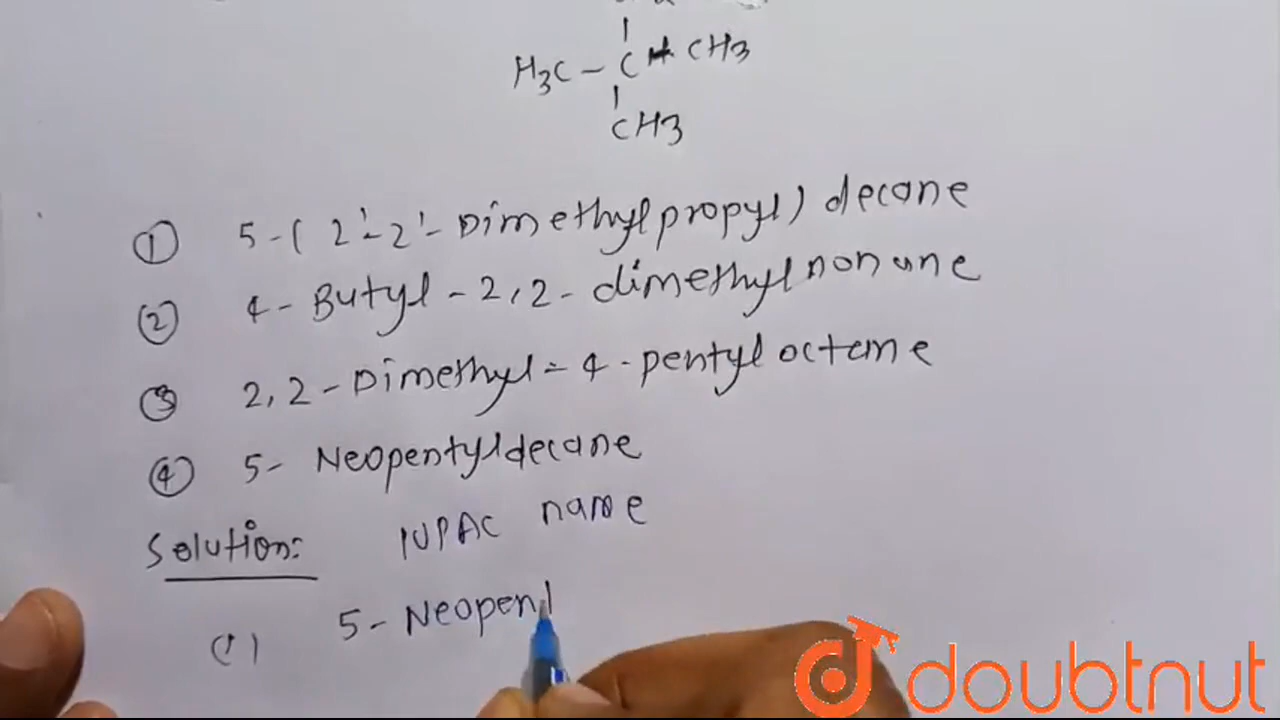 H3C - C - CH3
CH3
① 5-( 2'-2'-Dimethylpropyl) decane
② 4-Butyl-2,2-dimethylnonane
③ 2,2-Dimethyl-4-pentyloctane
④ 5-Neopentyldecane
Solution: IUPAC name
(1) 5-Neopent
doubtnut